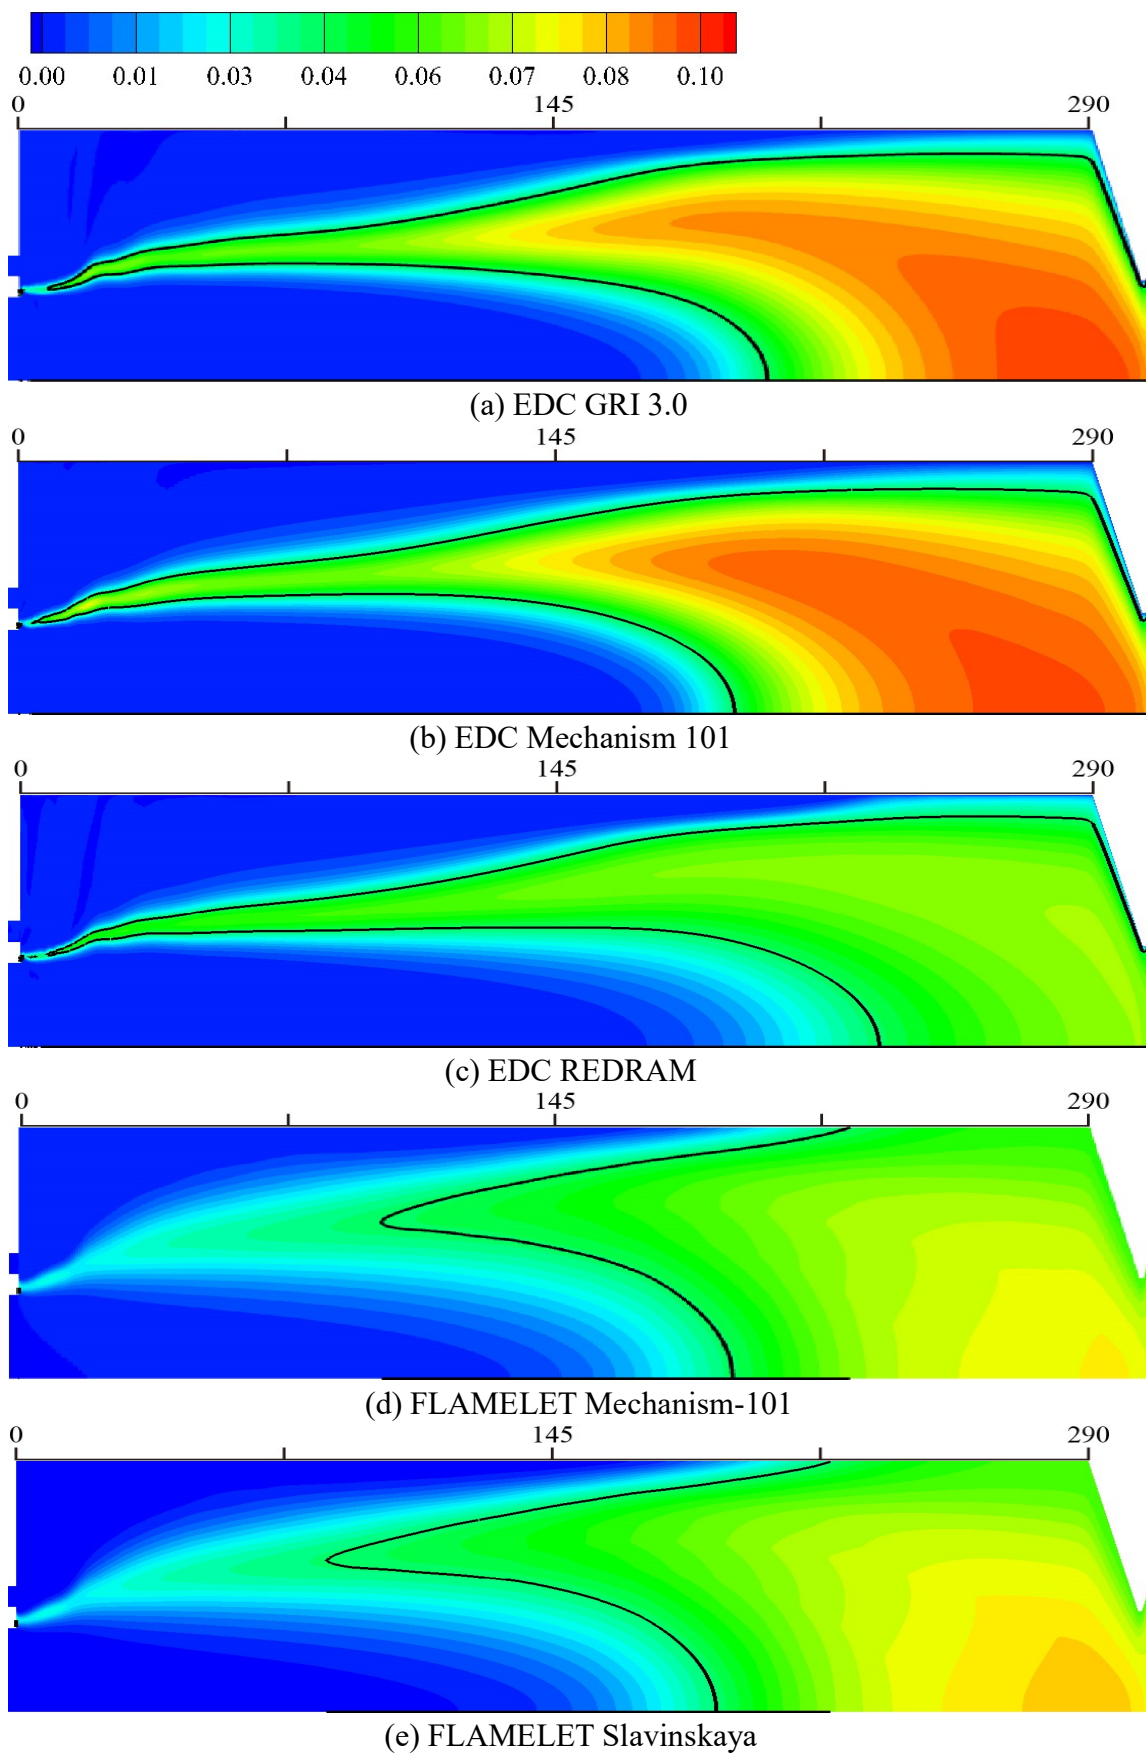 0.00 0.01 0.03 0.04 0.06 0.07 0.08 0.10
0 145 290
(a) EDC GRI 3.0
0 145 290
(b) EDC Mechanism 101
0 145 290
(c) EDC REDRAM
0 145 290
(d) FLAMELET Mechanism-101
0 145 290
(e) FLAMELET Slavinskaya